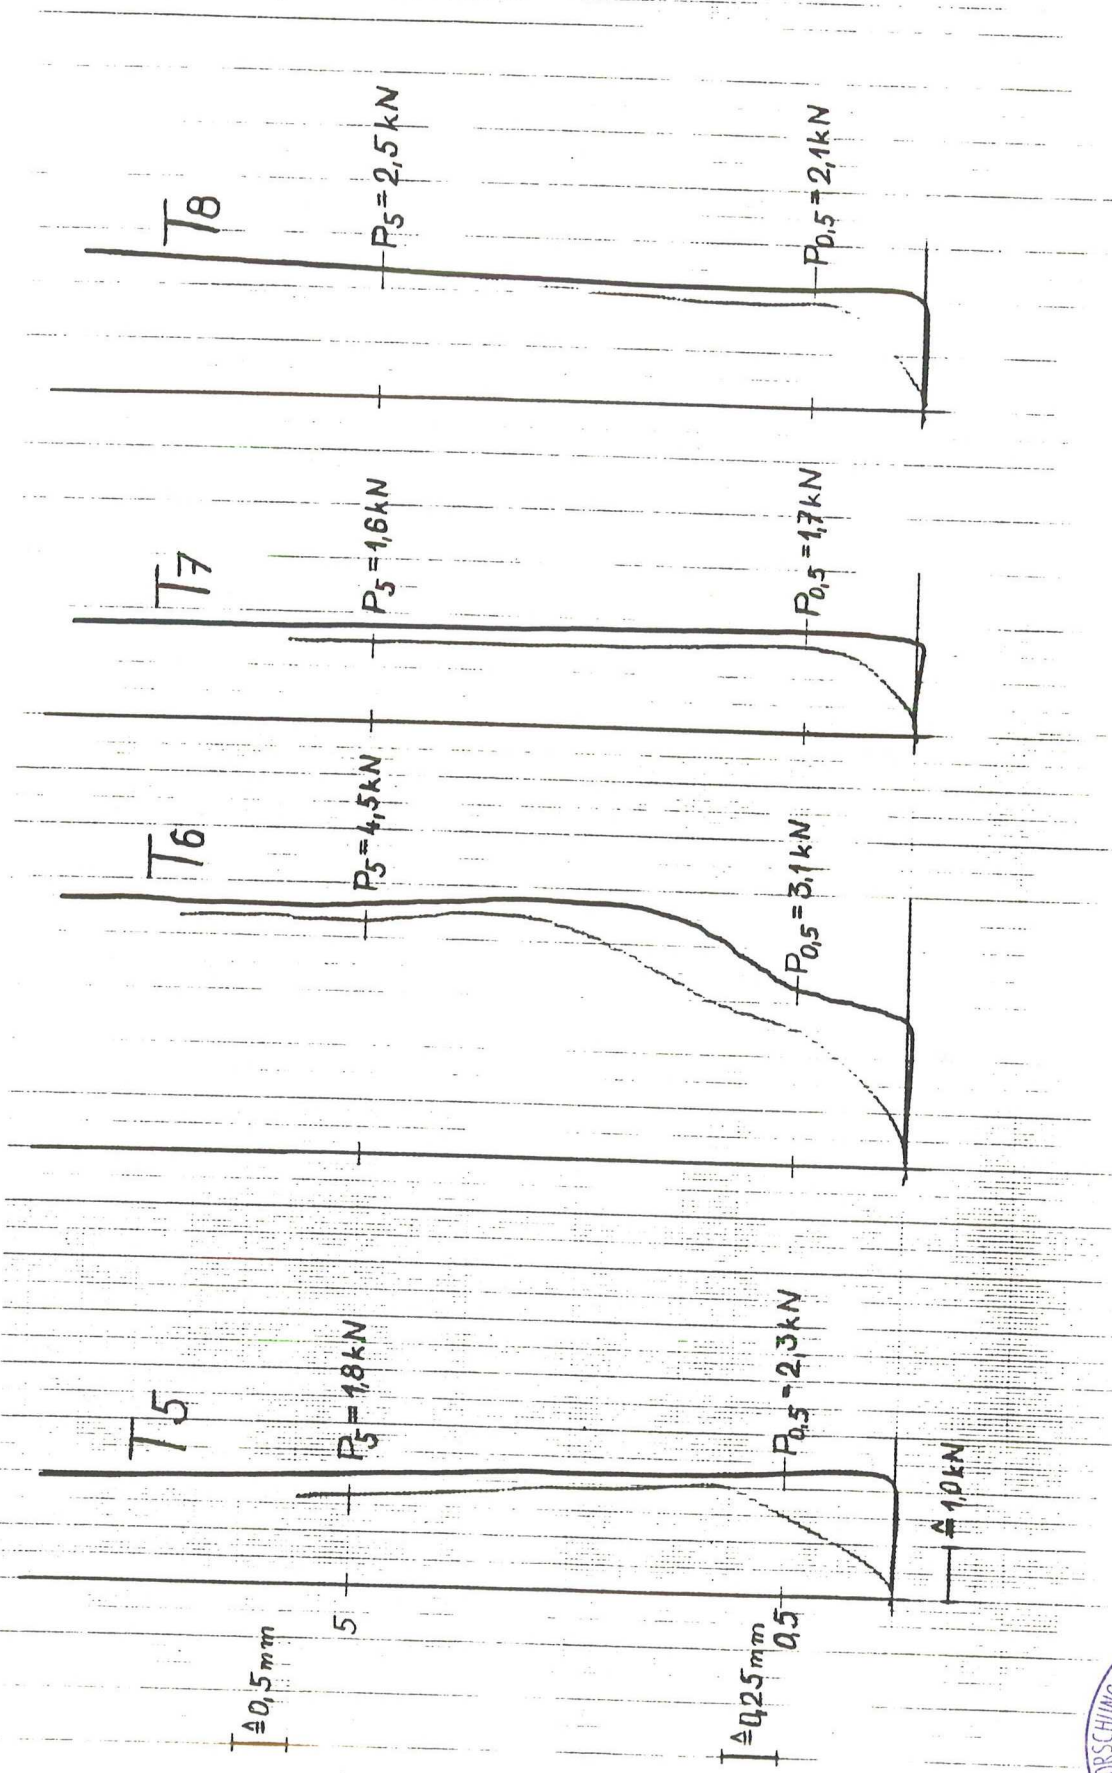 T8
P5 = 2,5 kN
P0,5 = 2,1 kN
T7
P5 = 1,6 kN
P0,5 = 1,7 kN
T6
P5 = 4,5 kN
P0,5 = 3,1 kN
T5
P5 = 1,8 kN
P0,5 = 2,3 kN
≙ 1,0 kN
5
0,5
≙ 0,5 mm
≙ 0,25 mm